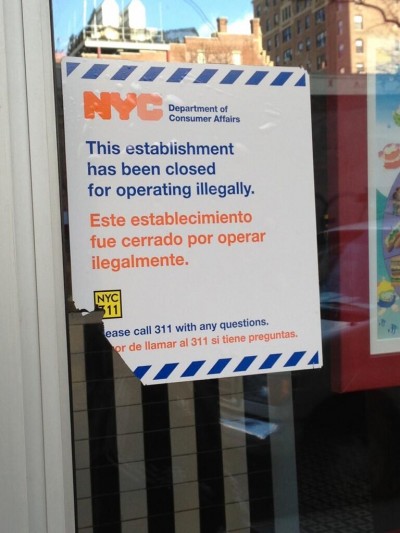 NYC Department of
Consumer Affairs
This establishment
has been closed
for operating illegally.
Este establecimiento
fue cerrado por operar
ilegalmente.
NYC
311
ease call 311 with any questions.
or de llamar al 311 si tiene preguntas.